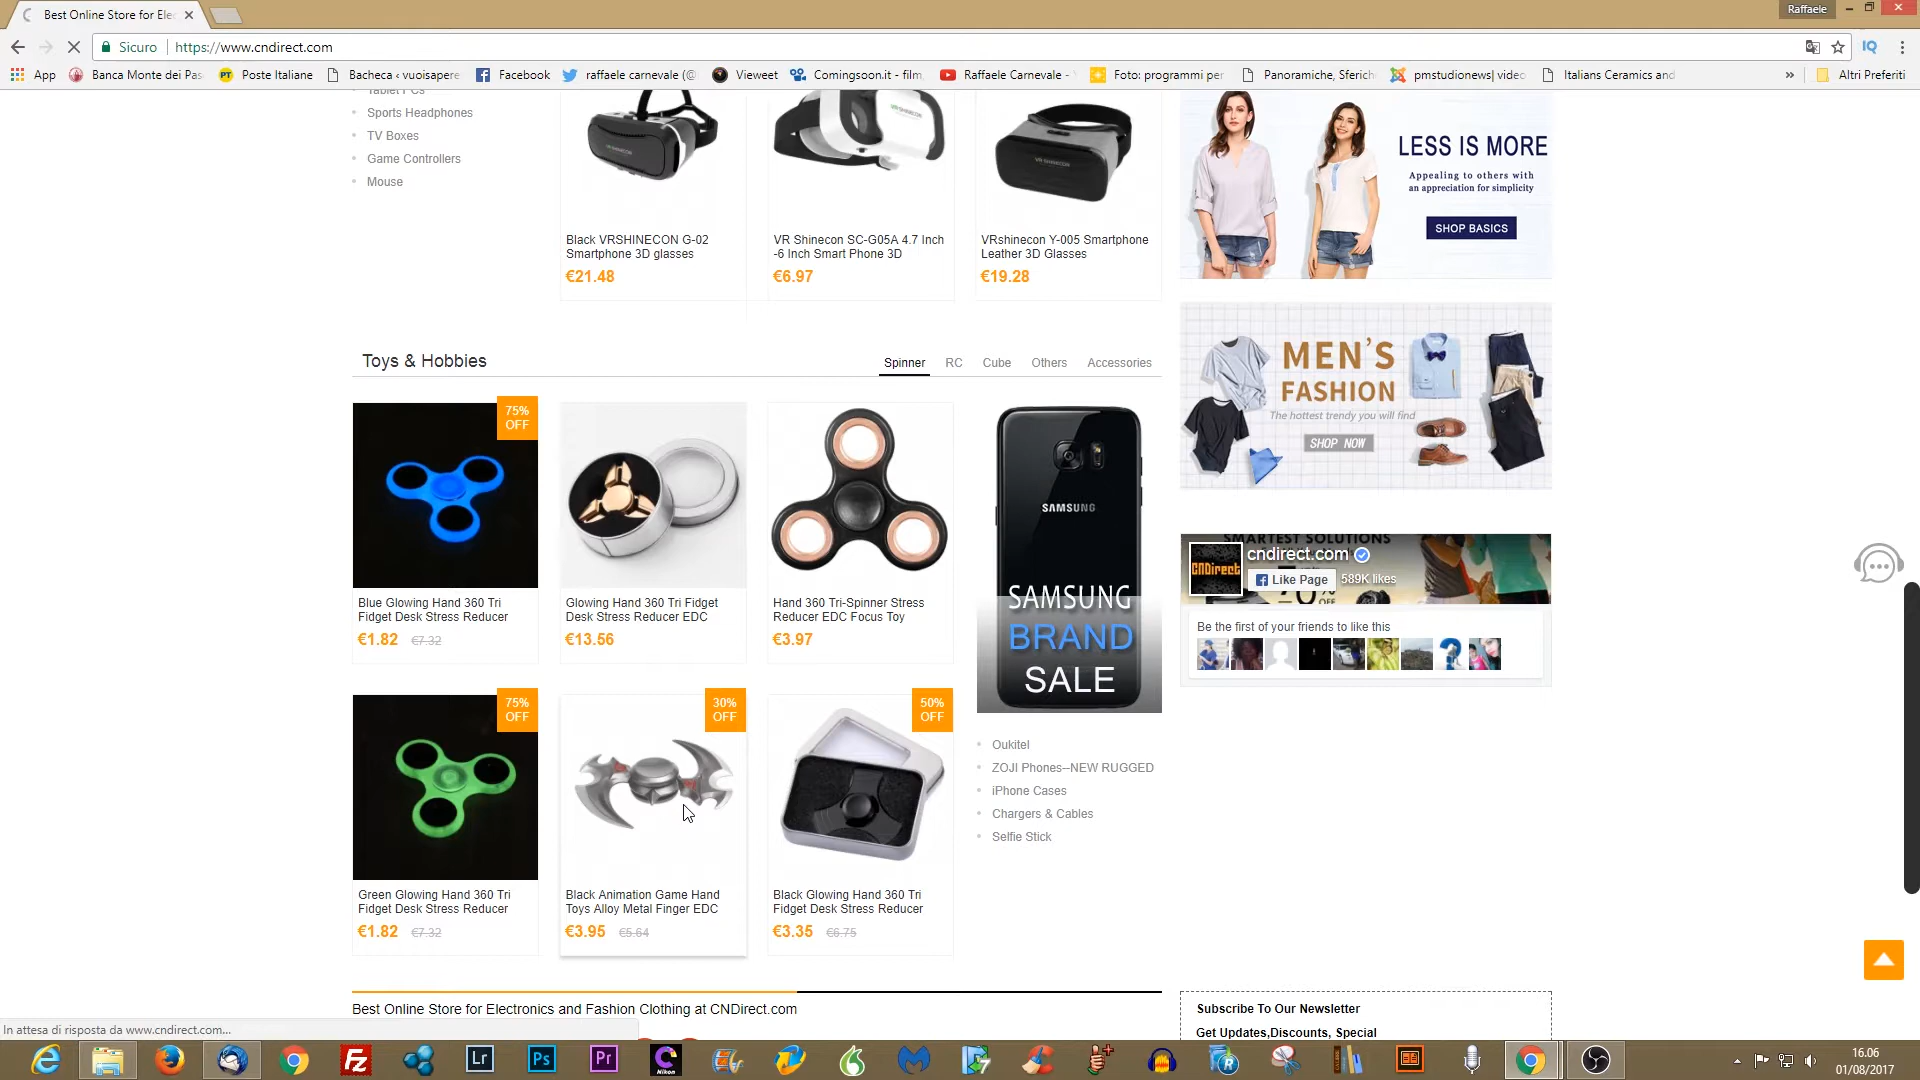 Best Online Store for Ele
Raffaele
Sicuro
https://www.cndirect.com
App
Banca Monte dei Pas
Poste Italiane
Bacheca ‹ vuoisapere
Facebook
raffaele carnevale (@
Vieweet
Comingsoon.it - film
Raffaele Carnevale -
Foto: programmi per
Panoramiche, Sferich
pmstudionews| video
Italians Ceramics and
»
Altri Preferiti
Tablet PCs
Sports Headphones
TV Boxes
Game Controllers
Mouse
Black VRSHINECON G-02
Smartphone 3D glasses
€21.48
VR Shinecon SC-G05A 4.7 Inch
-6 Inch Smart Phone 3D
€6.97
VRshinecon Y-005 Smartphone
Leather 3D Glasses
€19.28
LESS IS MORE
Appealing to others with
an appreciation for simplicity
SHOP BASICS
MEN'S
FASHION
The hottest trendy you will find
SHOP NOW
Toys & Hobbies
Spinner
RC
Cube
Others
Accessories
75%
OFF
Blue Glowing Hand 360 Tri
Fidget Desk Stress Reducer
€1.82 €7.32
Glowing Hand 360 Tri Fidget
Desk Stress Reducer EDC
€13.56
Hand 360 Tri-Spinner Stress
Reducer EDC Focus Toy
€3.97
SAMSUNG
SAMSUNG
BRAND
SALE
SMARTEST SOLUTIONS
CNDirect
cndirect.com
Like Page
589K likes
70%
OFF
Be the first of your friends to like this
75%
OFF
Green Glowing Hand 360 Tri
Fidget Desk Stress Reducer
€1.82 €7.32
30%
OFF
Black Animation Game Hand
Toys Alloy Metal Finger EDC
€3.95 €5.64
50%
OFF
Black Glowing Hand 360 Tri
Fidget Desk Stress Reducer
€3.35 €6.75
Oukitel
ZOJI Phones--NEW RUGGED
iPhone Cases
Chargers & Cables
Selfie Stick
Best Online Store for Electronics and Fashion Clothing at CNDirect.com
Subscribe To Our Newsletter
Get Updates,Discounts, Special
In attesa di risposta da www.cndirect.com...
Lr
Ps
Pr
Nikon
16.06
01/08/2017